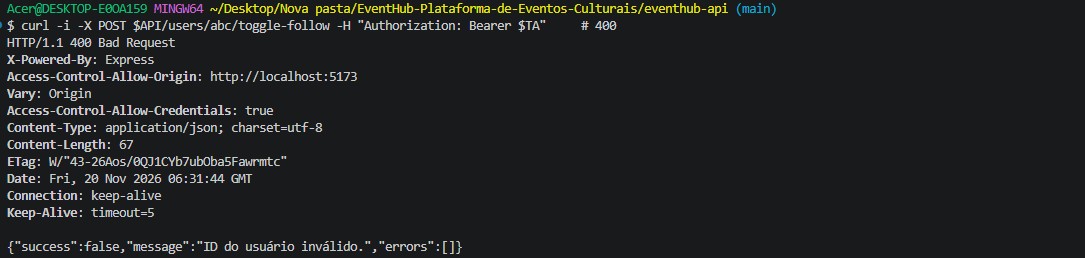 Acer@DESKTOP-E0OA159 MINGW64 ~/Desktop/Nova pasta/EventHub-Plataforma-de-Eventos-Culturais/eventhub-api (main)
$ curl -i -X POST $API/users/abc/toggle-follow -H "Authorization: Bearer $TA"     # 400
HTTP/1.1 400 Bad Request
X-Powered-By: Express
Access-Control-Allow-Origin: http://localhost:5173
Vary: Origin
Access-Control-Allow-Credentials: true
Content-Type: application/json; charset=utf-8
Content-Length: 67
ETag: W/"43-26Aos/0QJ1CYb7ubOba5Fawrmtc"
Date: Fri, 20 Nov 2026 06:31:44 GMT
Connection: keep-alive
Keep-Alive: timeout=5
{"success":false,"message":"ID do usuário inválido.","errors":[]}